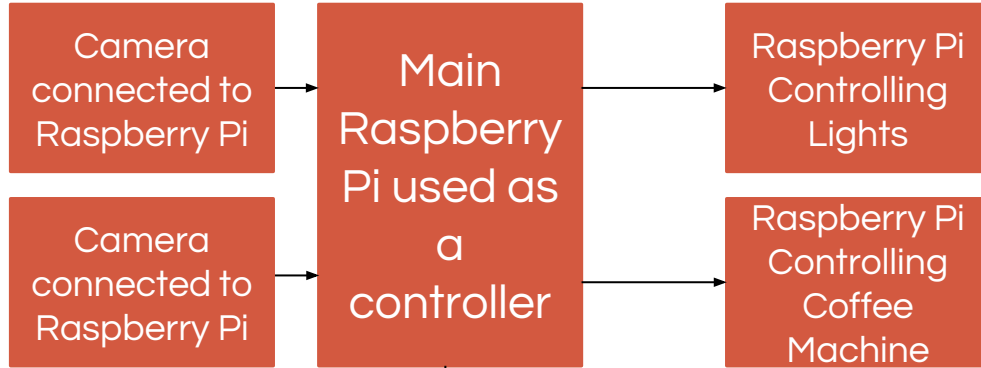 Camera
connected to
Raspberry Pi
Camera
connected to
Raspberry Pi
Main
Raspberry
Pi used as
a
controller
Raspberry Pi
Controlling
Lights
Raspberry Pi
Controlling
Coffee
Machine